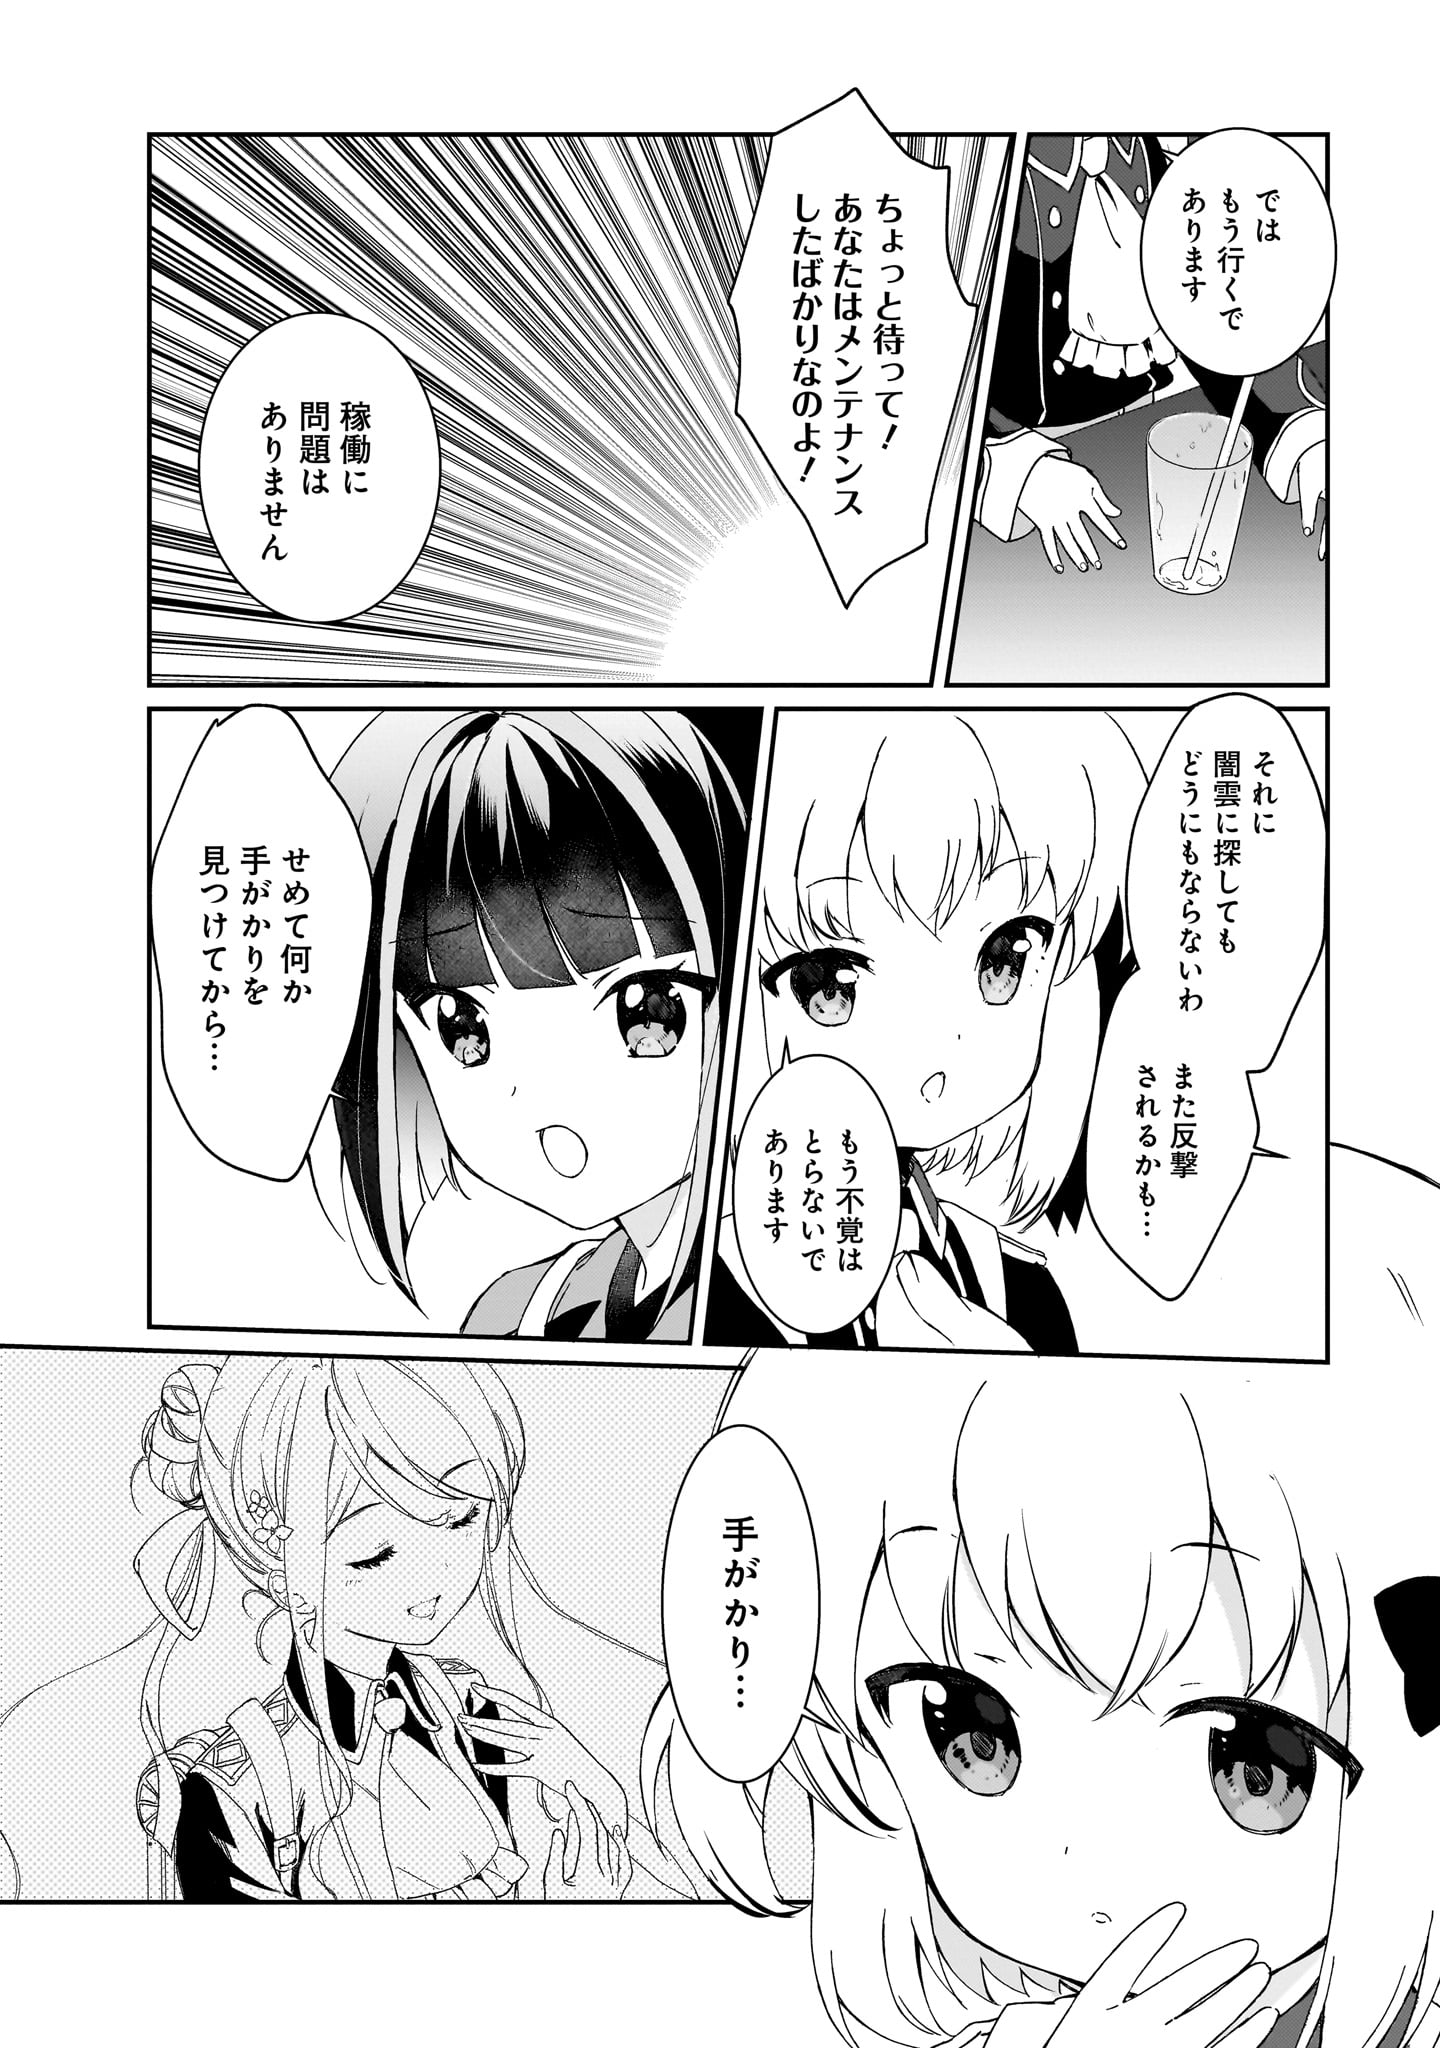 では
もう行くで
あります
ちょっと待って！
あなたはメンテナンス
したばかりなのよ！
稼働に
問題は
ありません
それに
闇雲に探しても
どうにもならないわ
また反撃
されるかも…
もう不覚は
とらないで
あります
せめて何か
手がかりを
見つけてから…
手がかり…